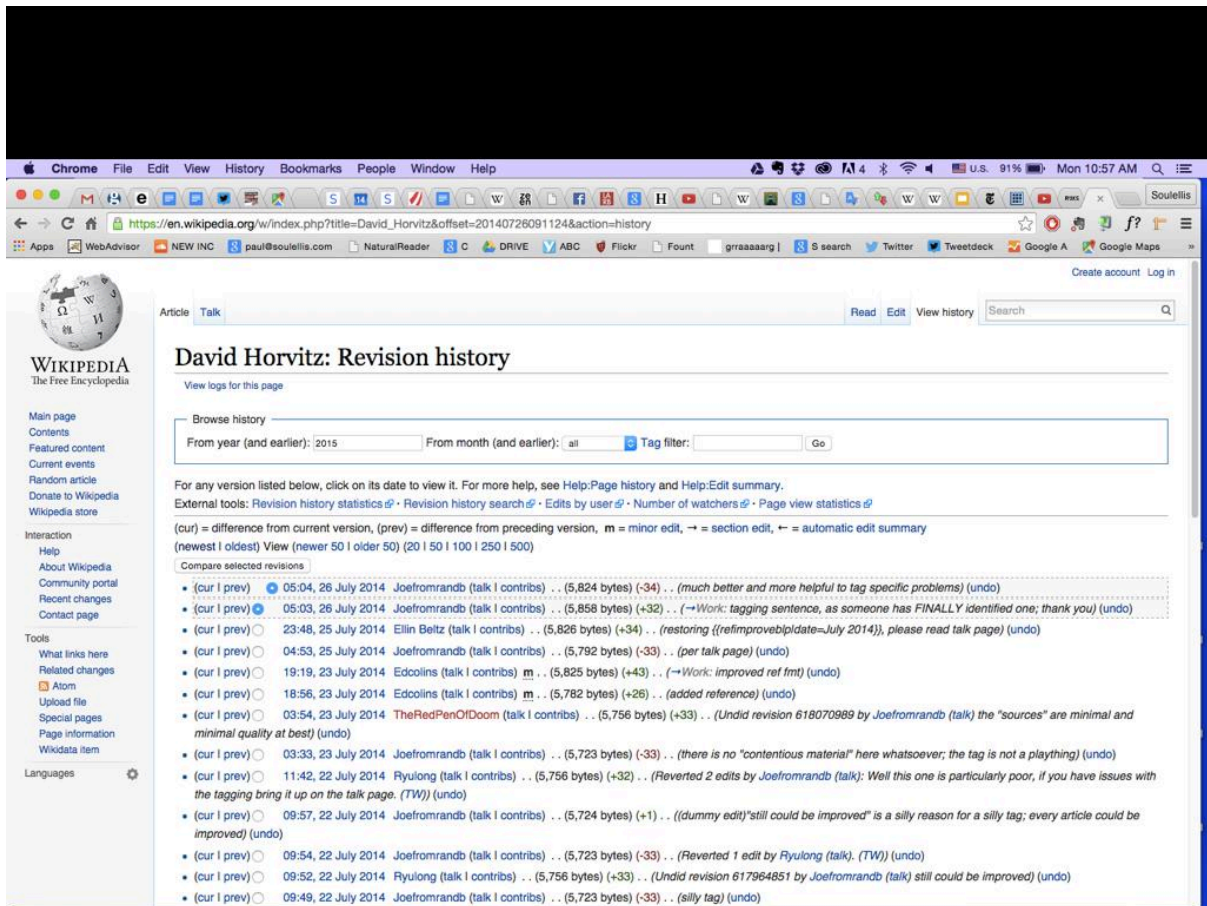 Chrome File Edit View History Bookmarks People Window Help 4 U.S. 91% Mon 10:57 AM
Soulellis
https://en.wikipedia.org/w/index.php?title=David_Horvitz&offset=20140726091124&action=history
Apps WebAdvisor NEW INC paul@soulellis.com NaturalReader C DRIVE ABC Flickr Fount grraaaarg | S search Twitter Tweetdeck Google A Google Maps »
Create account Log in
Article Talk Read Edit View history Search
WIKIPEDIA
The Free Encyclopedia
Main page
Contents
Featured content
Current events
Random article
Donate to Wikipedia
Wikipedia store
Interaction
Help
About Wikipedia
Community portal
Recent changes
Contact page
Tools
What links here
Related changes
Atom
Upload file
Special pages
Page information
Wikidata item
Languages
David Horvitz: Revision history
View logs for this page
Browse history
From year (and earlier): 2015 From month (and earlier): all Tag filter: Go
For any version listed below, click on its date to view it. For more help, see Help:Page history and Help:Edit summary.
External tools: Revision history statistics · Revision history search · Edits by user · Number of watchers · Page view statistics
(cur) = difference from current version, (prev) = difference from preceding version, m = minor edit, → = section edit, ← = automatic edit summary
(newest | oldest) View (newer 50 | older 50) (20 | 50 | 100 | 250 | 500)
Compare selected revisions
• (cur | prev) 05:04, 26 July 2014 Joefromrandb (talk | contribs) . . (5,824 bytes) (-34) . . (much better and more helpful to tag specific problems) (undo)
• (cur | prev) 05:03, 26 July 2014 Joefromrandb (talk | contribs) . . (5,858 bytes) (+32) . . (→Work: tagging sentence, as someone has FINALLY identified one; thank you) (undo)
• (cur | prev) 23:48, 25 July 2014 Ellin Beltz (talk | contribs) . . (5,826 bytes) (+34) . . (restoring {{refimproveblp|date=July 2014}}, please read talk page) (undo)
• (cur | prev) 04:53, 25 July 2014 Joefromrandb (talk | contribs) . . (5,792 bytes) (-33) . . (per talk page) (undo)
• (cur | prev) 19:19, 23 July 2014 Edcolins (talk | contribs) m . . (5,825 bytes) (+43) . . (→Work: improved ref fmt) (undo)
• (cur | prev) 18:56, 23 July 2014 Edcolins (talk | contribs) m . . (5,782 bytes) (+26) . . (added reference) (undo)
• (cur | prev) 03:54, 23 July 2014 TheRedPenOfDoom (talk | contribs) . . (5,756 bytes) (+33) . . (Undid revision 618070989 by Joefromrandb (talk) the "sources" are minimal and
minimal quality at best) (undo)
• (cur | prev) 03:33, 23 July 2014 Joefromrandb (talk | contribs) . . (5,723 bytes) (-33) . . (there is no "contentious material" here whatsoever; the tag is not a plaything) (undo)
• (cur | prev) 11:42, 22 July 2014 Ryulong (talk | contribs) . . (5,756 bytes) (+32) . . (Reverted 2 edits by Joefromrandb (talk): Well this one is particularly poor, if you have issues with
the tagging bring it up on the talk page. (TW)) (undo)
• (cur | prev) 09:57, 22 July 2014 Joefromrandb (talk | contribs) . . (5,724 bytes) (+1) . . ((dummy edit)"still could be improved" is a silly reason for a silly tag; every article could be
improved) (undo)
• (cur | prev) 09:54, 22 July 2014 Joefromrandb (talk | contribs) . . (5,723 bytes) (-33) . . (Reverted 1 edit by Ryulong (talk). (TW)) (undo)
• (cur | prev) 09:52, 22 July 2014 Ryulong (talk | contribs) . . (5,756 bytes) (+33) . . (Undid revision 617964851 by Joefromrandb (talk) still could be improved) (undo)
• (cur | prev) 09:49, 22 July 2014 Joefromrandb (talk | contribs) . . (5,723 bytes) (-33) . . (silly tag) (undo)